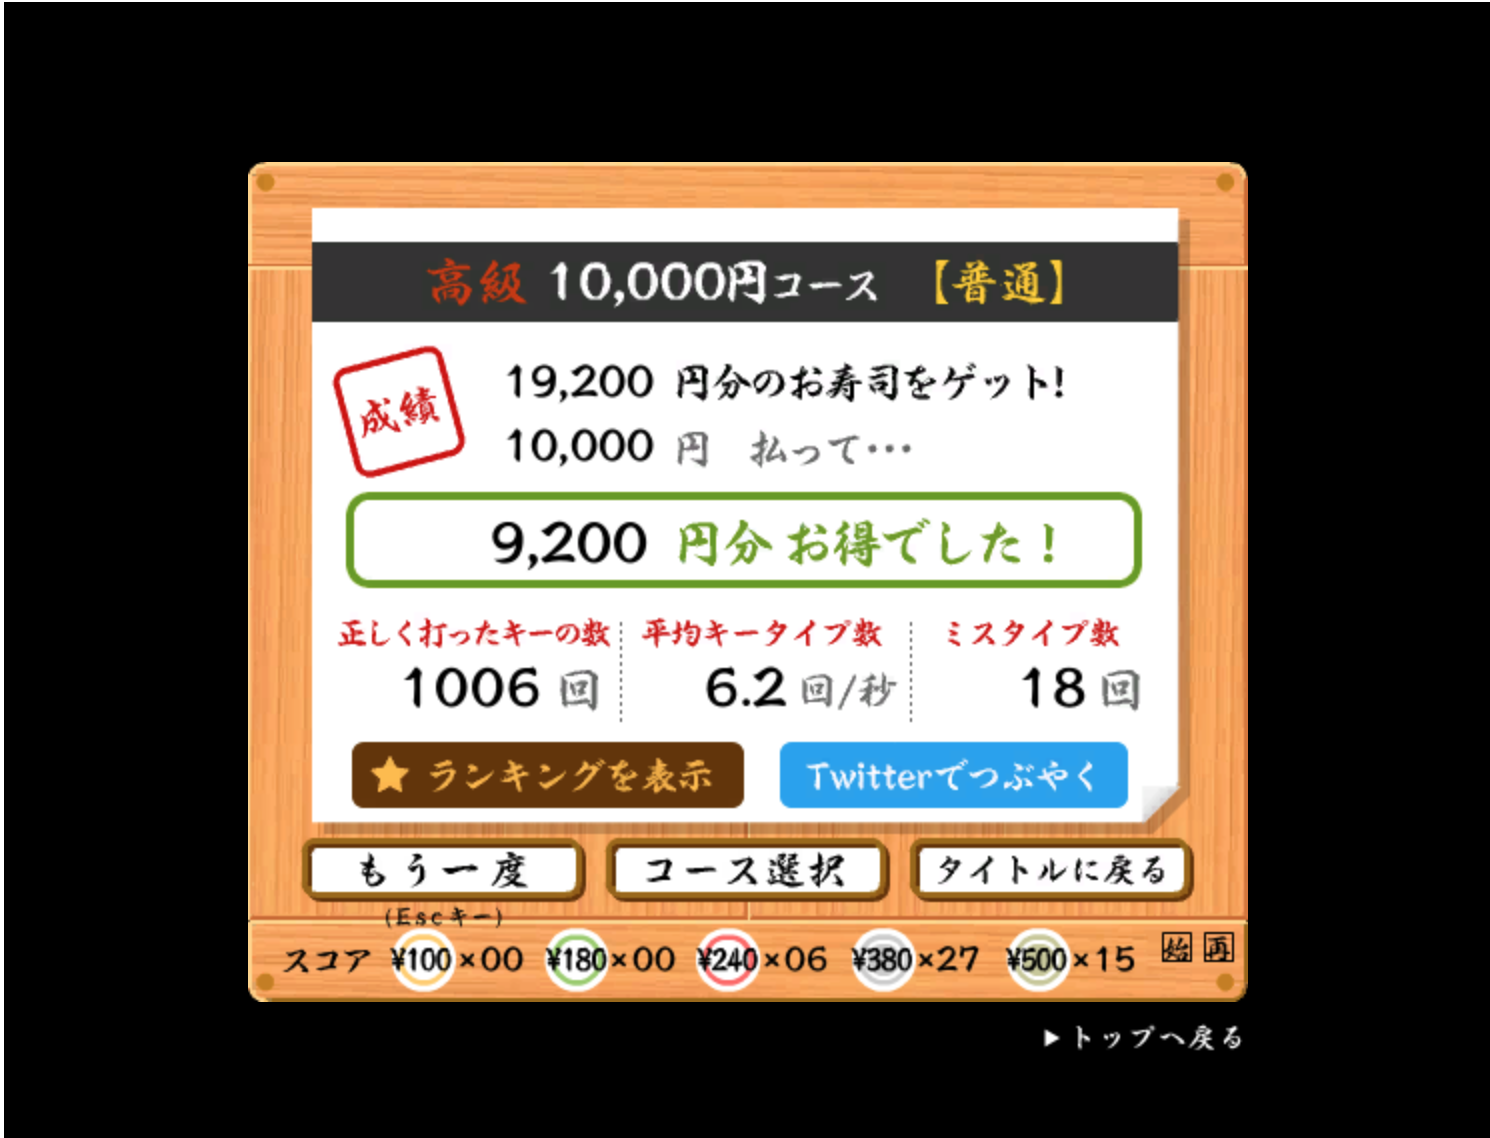 高級 10,000円コース 【普通】
成績
19,200 円分のお寿司をゲット!
10,000 円 払って・・・
9,200 円分 お得でした！
正しく打ったキーの数 平均キータイプ数 ミスタイプ数
1006 回 6.2 回/秒 18 回
★ ランキングを表示 Twitterでつぶやく
もう一度 コース選択 タイトルに戻る
(Escキー)
スコア ¥100×00 ¥180×00 ¥240×06 ¥380×27 ¥500×15 始 再
▶トップへ戻る